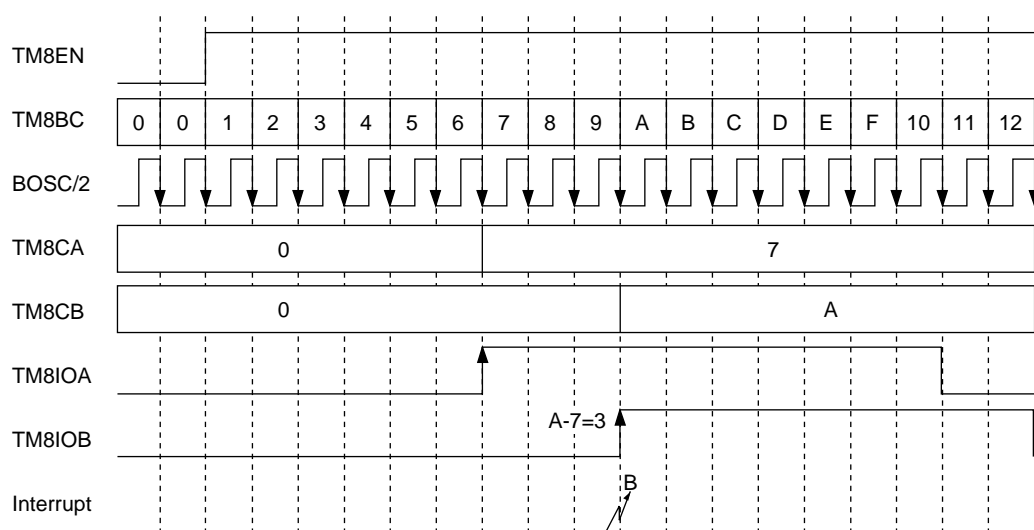 TM8EN
TM8BC 0 0 1 2 3 4 5 6 7 8 9 A B C D E F 10 11 12
BOSC/2
TM8CA 0 7
TM8CB 0 A
TM8IOA
A-7=3
TM8IOB
B
Interrupt